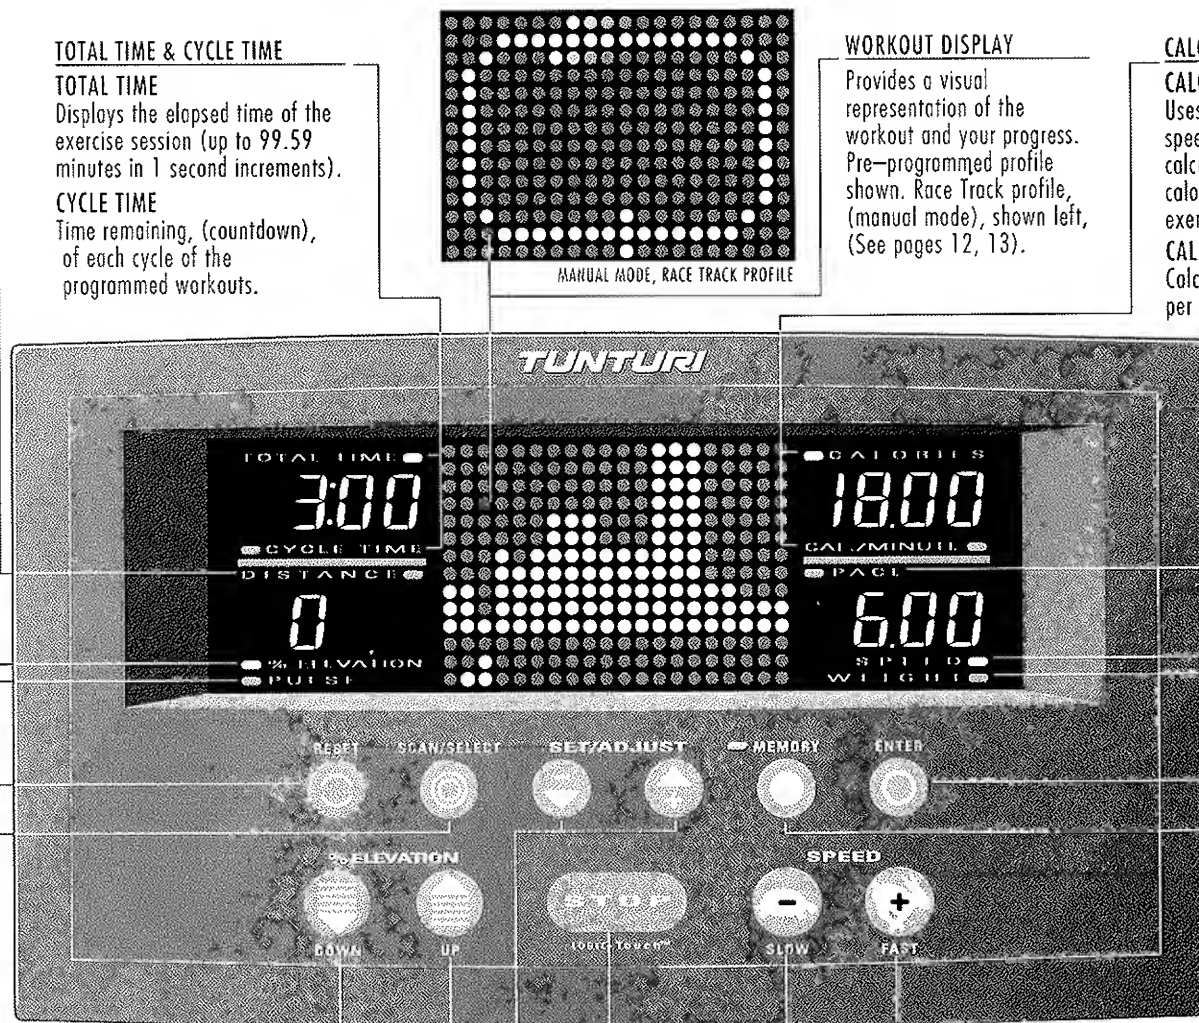 TOTAL TIME & CYCLE TIME
TOTAL TIME
Displays the elapsed time of the
exercise session (up to 99.59
minutes in 1 second increments).
CYCLE TIME
Time remaining, (countdown),
of each cycle of the
programmed workouts.
MANUAL MODE, RACE TRACK PROFILE
WORKOUT DISPLAY
Provides a visual
representation of the
workout and your progress.
Pre-programmed profile
shown. Race Track profile,
(manual mode), shown left,
(See pages 12, 13).
per
TUNTURI
TOTAL TIME
3:00
CYCLE TIME
DISTANCE
0
% ELEVATION
PULSE
CALORIES
18.00
CAL./MINUTE
PACE
6.00
SPEED
WEIGHT
RESET
SCAN/SELECT
SET/ADJUST
MEMORY
ENTER
% ELEVATION
SPEED
STOP
-
+
DOWN
UP
LOGIC Touch™
SLOW
FAST